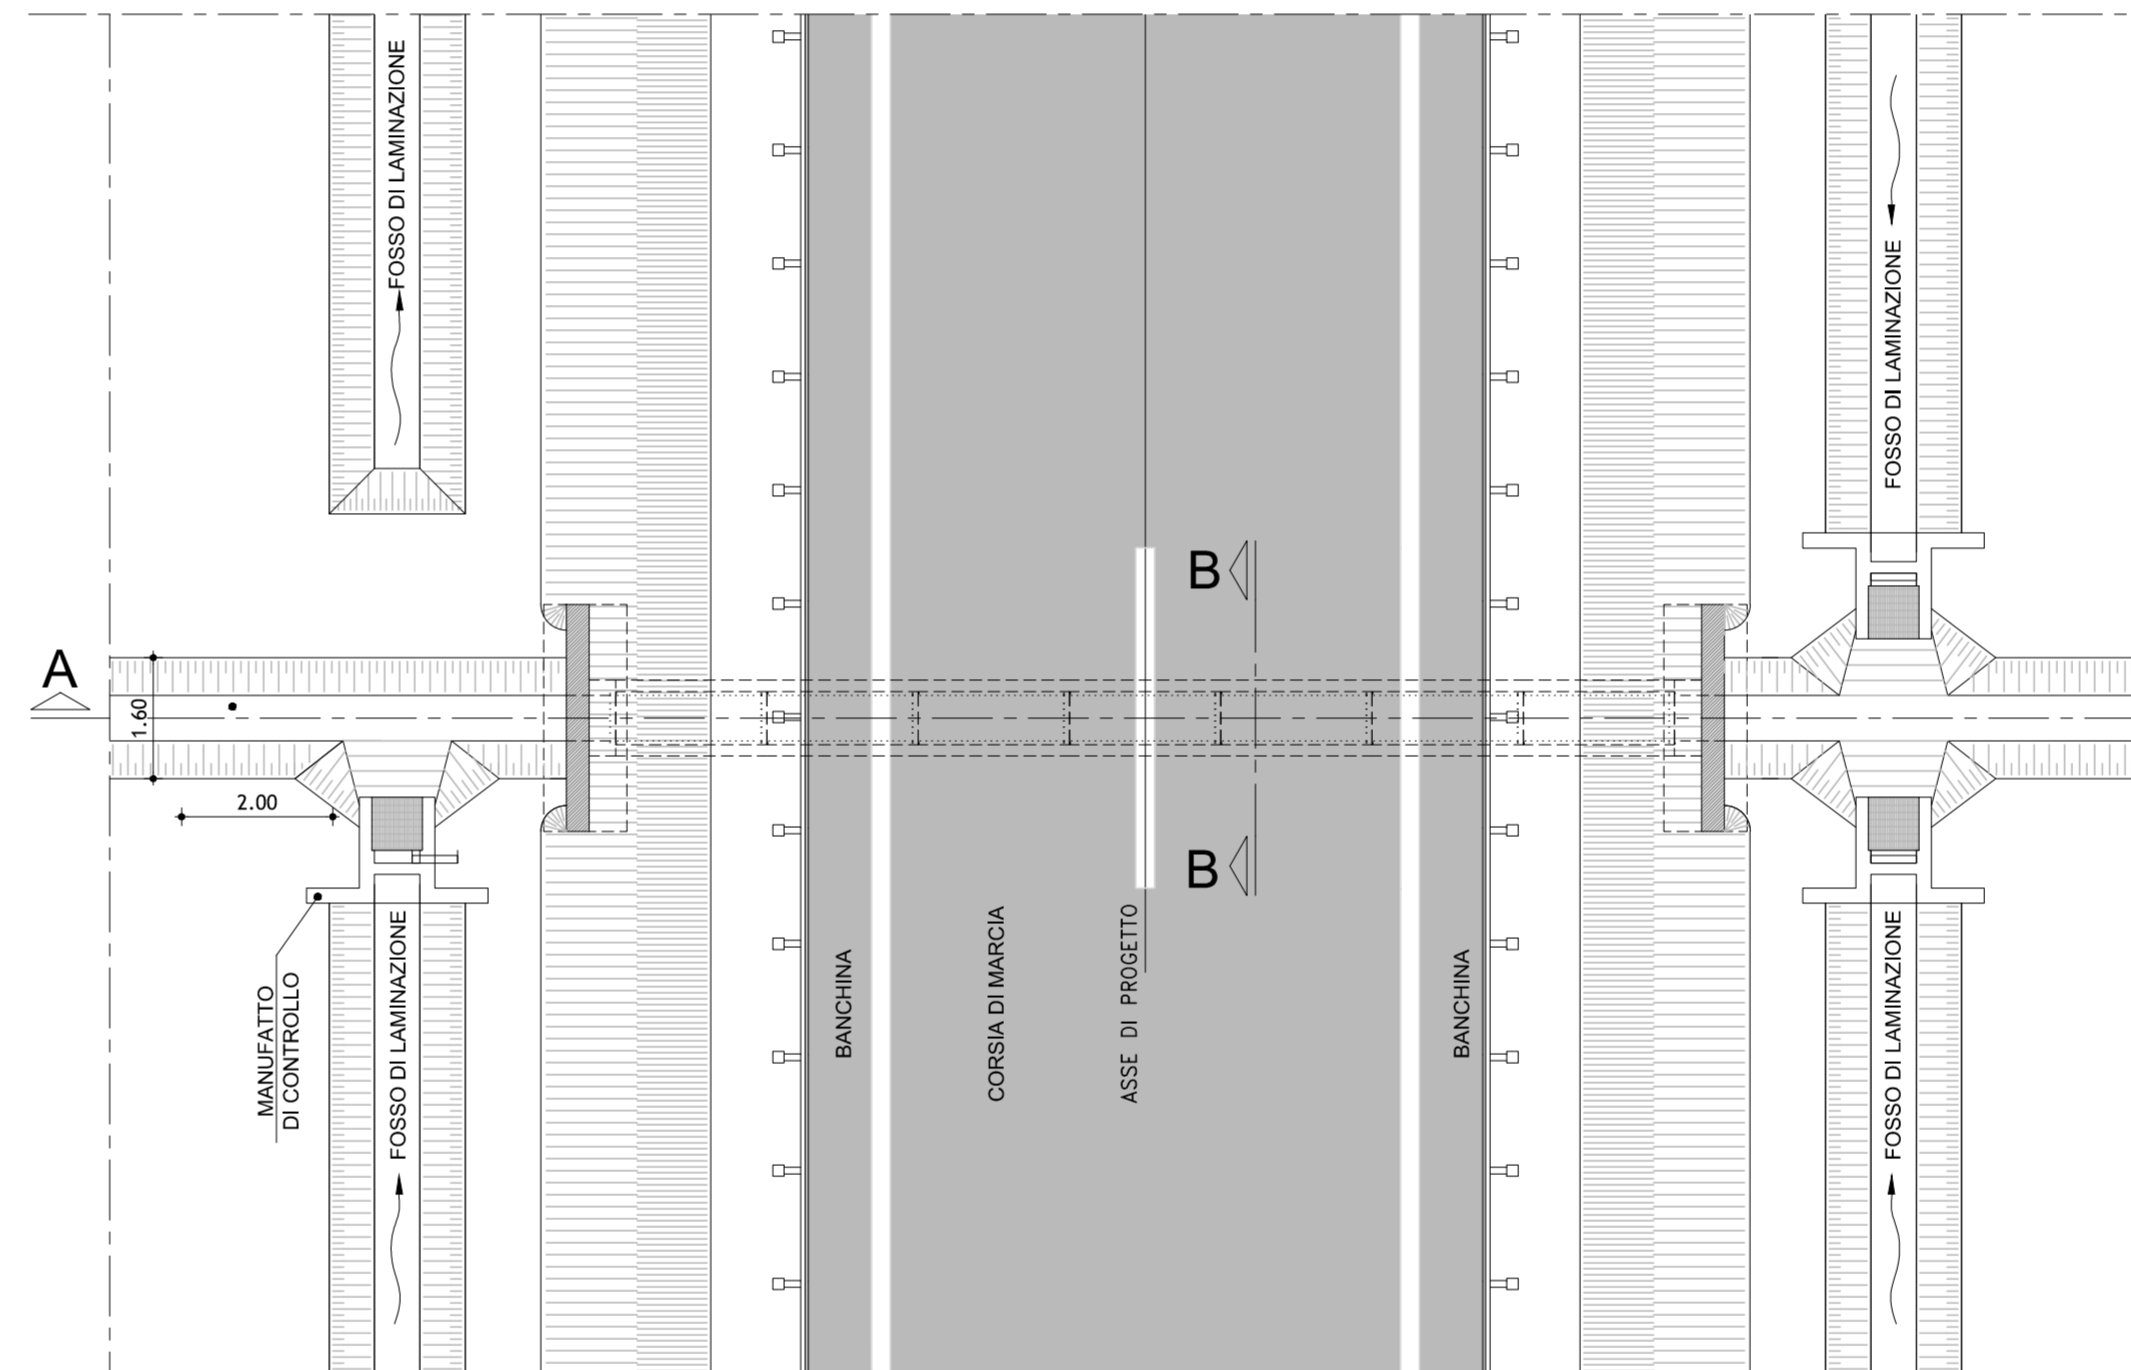 FOSSO DI LAMINAZIONE
FOSSO DI LAMINAZIONE
B
A
1.60
2.00
B
MANUFATTO
DI CONTROLLO
FOSSO DI LAMINAZIONE
BANCHINA
CORSIA DI MARCIA
ASSE DI PROGETTO
BANCHINA
FOSSO DI LAMINAZIONE